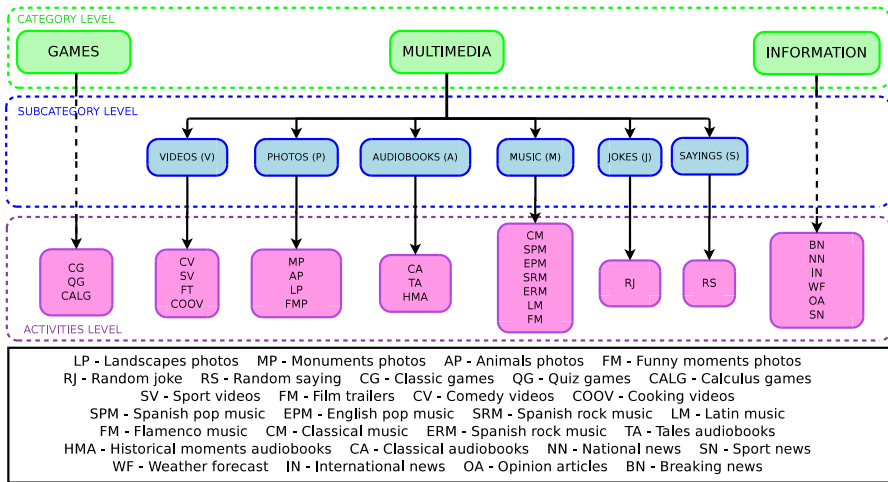 CATEGORY LEVEL
GAMES
MULTIMEDIA
INFORMATION
SUBCATEGORY LEVEL
VIDEOS (V)
PHOTOS (P)
AUDIOBOOKS (A)
MUSIC (M)
JOKES (J)
SAYINGS (S)
CG
QG
CALG
CV
SV
FT
COOV
MP
AP
LP
FMP
CA
TA
HMA
CM
SPM
EPM
SRM
ERM
LM
FM
RJ
RS
BN
NN
IN
WF
OA
SN
ACTIVITIES LEVEL
LP - Landscapes photos MP - Monuments photos AP - Animals photos FM - Funny moments photos
RJ - Random joke RS - Random saying CG - Classic games QG - Quiz games CALG - Calculus games
SV - Sport videos FM - Film trailers CV - Comedy videos COOV - Cooking videos
SPM - Spanish pop music EPM - English pop music SRM - Spanish rock music LM - Latin music
FM - Flamenco music CM - Classical music ERM - Spanish rock music TA - Tales audiobooks
HMA - Historical moments audiobooks CA - Classical audiobooks NN - National news SN - Sport news
WF - Weather forecast IN - International news OA - Opinion articles BN - Breaking news